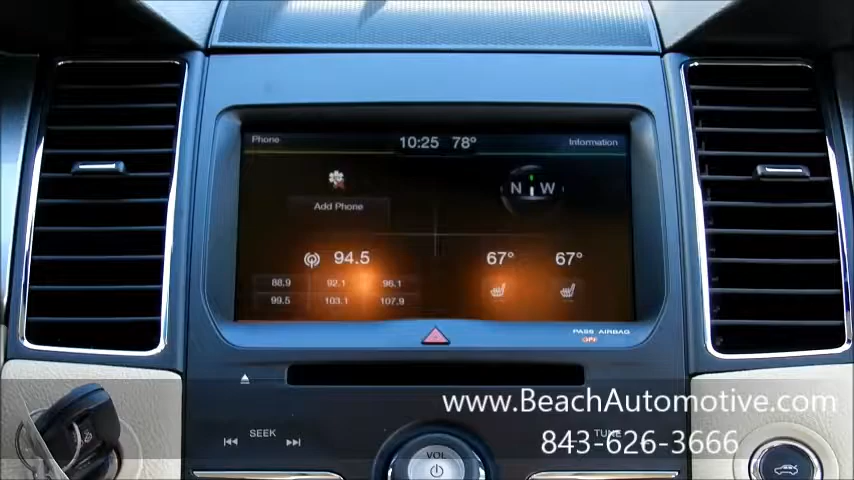 Phone
10:25 78°
Information
N W
Add Phone
94.5
67° 67°
88.9 92.1 96.1
99.5 103.1 107.9
PASS AIRBAG
OFF
www.BeachAutomotive.com
SEEK
TUNE
843-626-3666
VOL